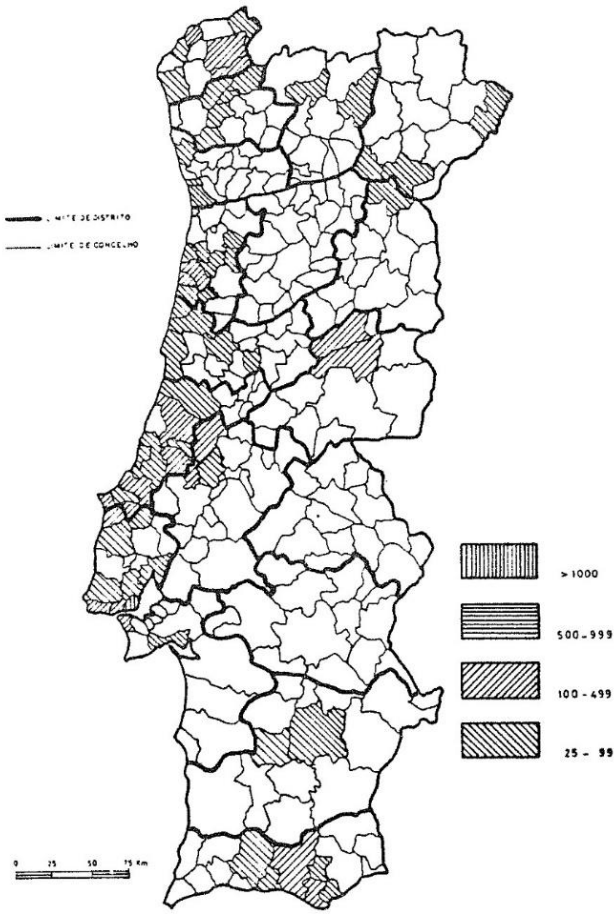 LIMITE DE DISTRITO
LIMITE DE CONCELHO
> 1000
500-999
100-499
25 - 99
0 25 50 75 Km